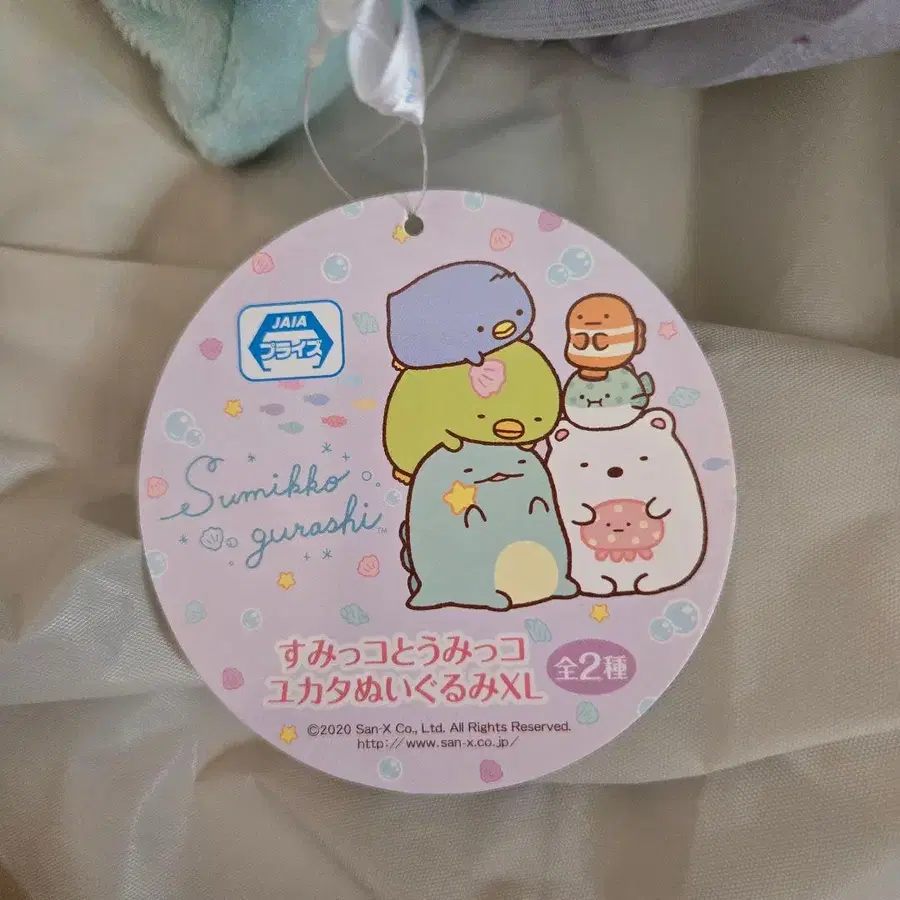 JAIA
プライズ
Sumikko
gurashi™
すみっコとうみっコ
ユカタぬいぐるみXL
全2種
©2020 San-X Co., Ltd. All Rights Reserved.
http://www.san-x.co.jp/